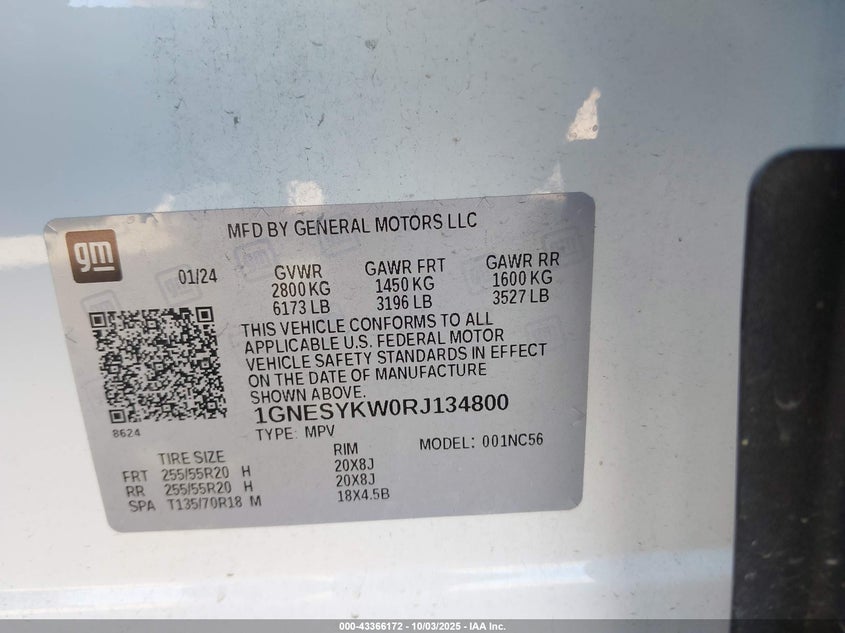 MFD BY GENERAL MOTORS LLC
gm
01/24
GVWR
2800 KG
6173 LB
GAWR FRT
1450 KG
3196 LB
GAWR RR
1600 KG
3527 LB
THIS VEHICLE CONFORMS TO ALL
APPLICABLE U.S. FEDERAL MOTOR
VEHICLE SAFETY STANDARDS IN EFFECT
ON THE DATE OF MANUFACTURE
SHOWN ABOVE.
1GNESYKW0RJ134800
8624
TYPE: MPV
MODEL: 001NC56
TIRE SIZE RIM
FRT 255/55R20 H 20X8J
RR 255/55R20 H 20X8J
SPA T135/70R18 M 18X4.5B
000-43366172 - 10/03/2025 - IAA Inc.